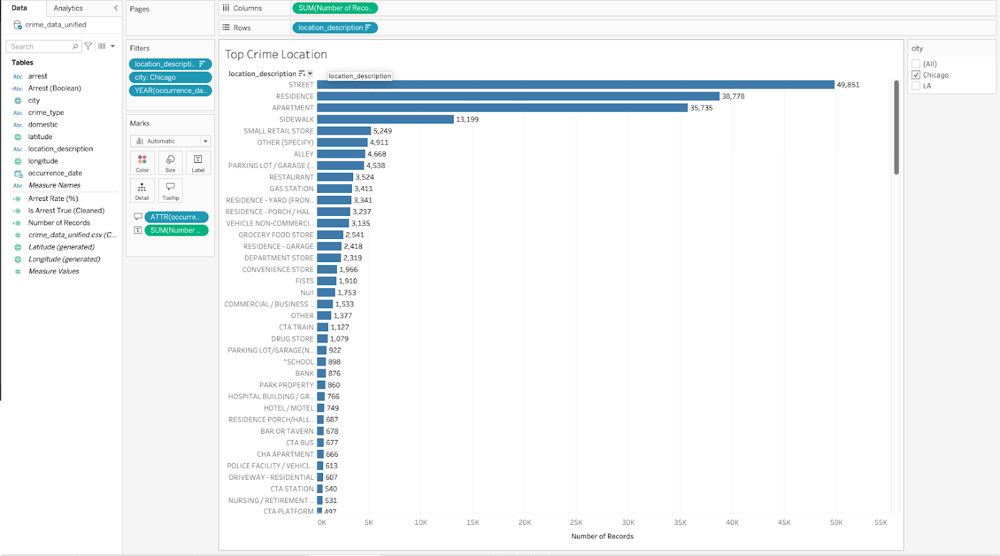 Data
Analytics
crime_data_unified
Search
Tables
Abc arrest
=Abc Arrest (Boolean)
city
Abc crime_type
Abc domestic
latitude
Abc location_description
longitude
occurrence_date
Abc Measure Names
=# Arrest Rate (%)
=# Is Arrest True (Cleaned)
=# Number of Records
# crime_data_unified.csv (C...
Latitude (generated)
Longitude (generated)
# Measure Values
Pages
Filters
location_descripti..
city: Chicago
YEAR(occurrence_da..
Marks
Automatic
Color Size Label
Detail Tooltip
ATTR(occurre..
T SUM(Number ..
Columns SUM(Number of Reco..
Rows location_description
Top Crime Location
location_description
location_description
STREET 49,851
RESIDENCE 38,778
APARTMENT 35,735
SIDEWALK 13,199
SMALL RETAIL STORE 5,249
OTHER (SPECIFY) 4,911
ALLEY 4,668
PARKING LOT / GARAGE (.. 4,538
RESTAURANT 3,524
GAS STATION 3,411
RESIDENCE - YARD (FRON.. 3,341
RESIDENCE - PORCH / HAL.. 3,237
VEHICLE NON-COMMERCI.. 3,135
GROCERY FOOD STORE 2,541
RESIDENCE - GARAGE 2,418
DEPARTMENT STORE 2,319
CONVENIENCE STORE 1,966
FISTS 1,910
Null 1,753
COMMERCIAL / BUSINESS .. 1,533
OTHER 1,377
CTA TRAIN 1,127
DRUG STORE 1,079
PARKING LOT/GARAGE(N.. 922
"SCHOOL 898
BANK 876
PARK PROPERTY 860
HOSPITAL BUILDING / GR.. 766
HOTEL / MOTEL 749
RESIDENCE PORCH/HALL.. 687
BAR OR TAVERN 678
CTA BUS 677
CHA APARTMENT 666
POLICE FACILITY / VEHICL.. 613
DRIVEWAY - RESIDENTIAL 607
CTA STATION 540
NURSING / RETIREMENT .. 531
CTA PLATFORM 497
0K 5K 10K 15K 20K 25K 30K 35K 40K 45K 50K 55K
Number of Records
city
(All)
Chicago
LA